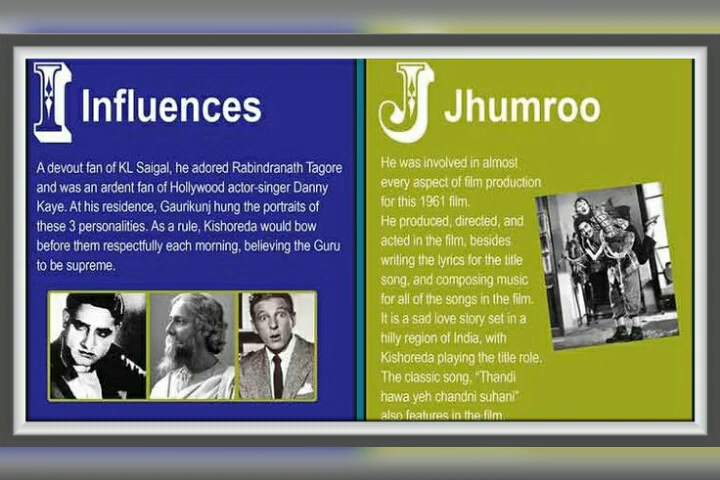 I Influences
A devout fan of KL Saigal, he adored Rabindranath Tagore
and was an ardent fan of Hollywood actor-singer Danny
Kaye. At his residence, Gaurikunj hung the portraits of
these 3 personalities. As a rule, Kishoreda would bow
before them respectfully each morning, believing the Guru
to be supreme.
J Jhumroo
He was involved in almost
every aspect of film production
for this 1961 film.
He produced, directed, and
acted in the film, besides
writing the lyrics for the title
song, and composing music
for all of the songs in the film.
It is a sad love story set in a
hilly region of India, with
Kishoreda playing the title role.
The classic song, "Thandi
hawa yeh chandni suhani"
also features in the film.